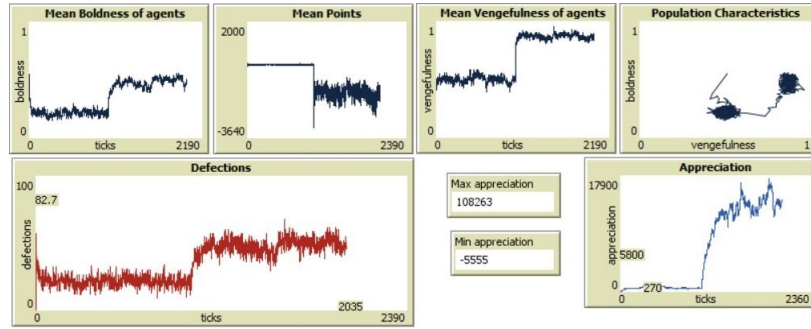 Mean Boldness of agents
1
boldness
0
0
ticks
2190
Mean Points
2000
-3640
0
2390
Mean Vengefulness of agents
1
vengefulness
0
0
ticks
2190
Population Characteristics
1
boldness
0
0
vengefulness
1
Defections
100
82.7
defections
0
0
ticks
2035
2390
Max appreciation
108263
Min appreciation
-5555
Appreciation
17900
appreciation
5800
0
0
270
ticks
2360